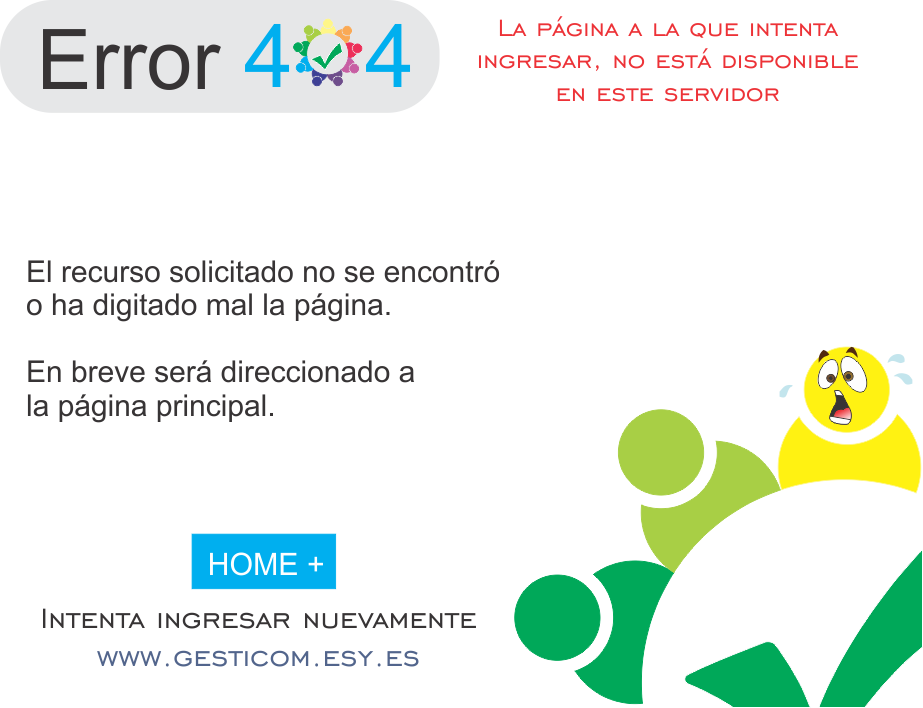 Error 404
La página a la que intenta
ingresar, no está disponible
en este servidor
El recurso solicitado no se encontró
o ha digitado mal la página.
En breve será direccionado a
la página principal.
HOME +
Intenta ingresar nuevamente
www.gesticom.esy.es